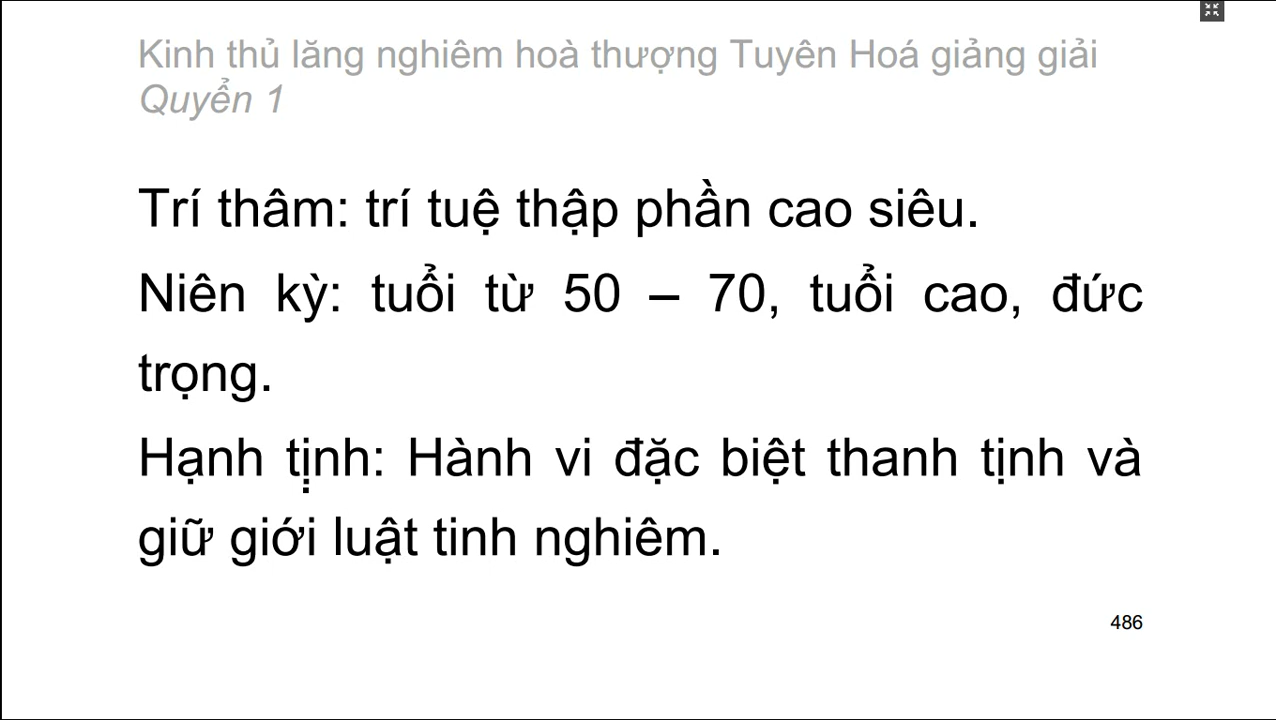 Kinh thủ lăng nghiêm hoà thượng Tuyên Hoá giảng giải
Quyển 1
Trí thâm: trí tuệ thập phần cao siêu.
Niên kỳ: tuổi từ 50 – 70, tuổi cao, đức
trọng.
Hạnh tịnh: Hành vi đặc biệt thanh tịnh và
giữ giới luật tinh nghiêm.
486